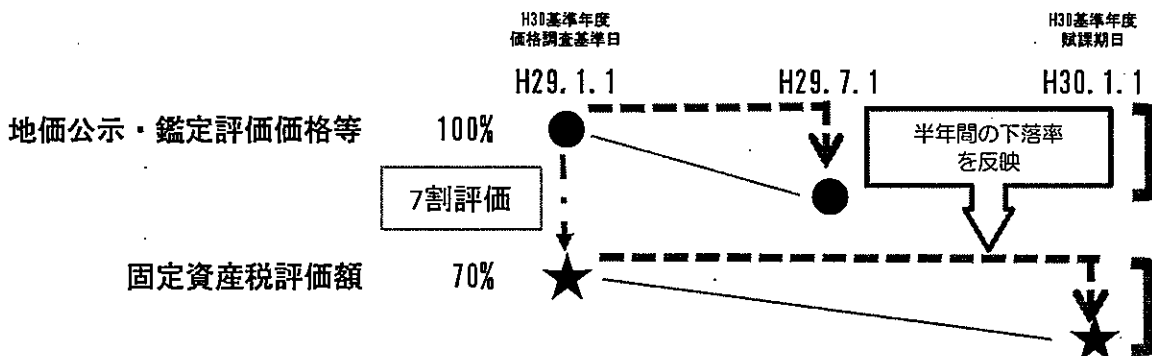 H30基準年度
価格調査基準日
H30基準年度
賦課期日
H29.1.1
H29.7.1
H30.1.1
地価公示・鑑定評価価格等
100%
半年間の下落率
を反映
7割評価
固定資産税評価額
70%